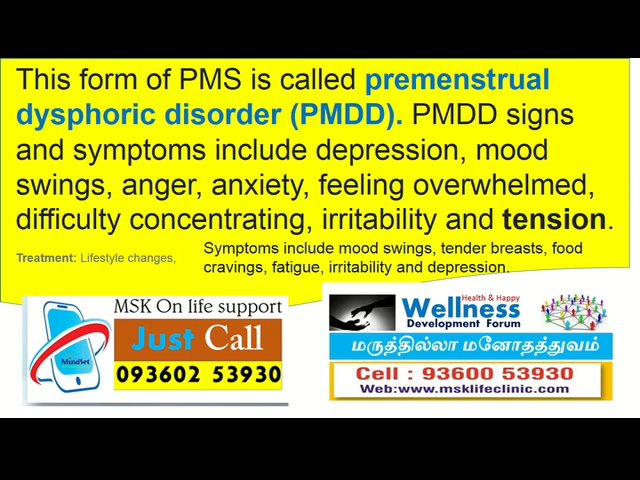 This form of PMS is called premenstrual
dysphoric disorder (PMDD). PMDD signs
and symptoms include depression, mood
swings, anger, anxiety, feeling overwhelmed,
difficulty concentrating, irritability and tension.
Treatment: Lifestyle changes,
Symptoms include mood swings, tender breasts, food
cravings, fatigue, irritability and depression.
MSK On life support
MindSet
Just Call
093602 53930
Health & Happy
Wellness
Development Forum
மருத்தில்லா மனோதத்துவம்
Cell : 93600 53930
Web:www.msklifeclinic.com